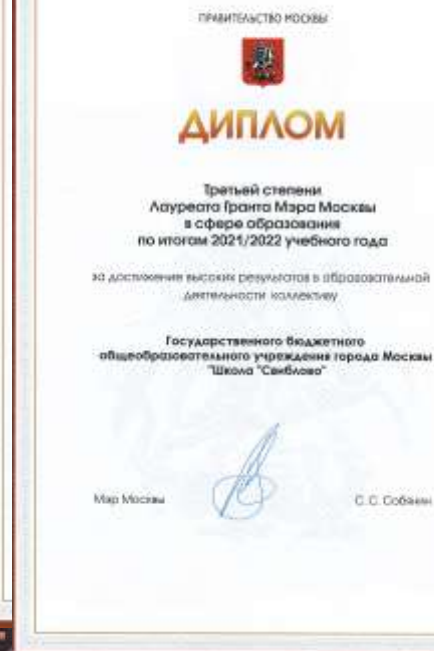 ПРАВИТЕЛЬСТВО МОСКВЫ
ДИПЛОМ
Третьей степени
Лауреата Гранта Мэра Москвы
в сфере образования
по итогам 2021/2022 учебного года
за достижение высоких результатов в образовательной
деятельности коллективу
Государственного бюджетного
общеобразовательного учреждения города Москвы
"Школа "Свиблово"
Мэр Москвы
С. С. Собянин